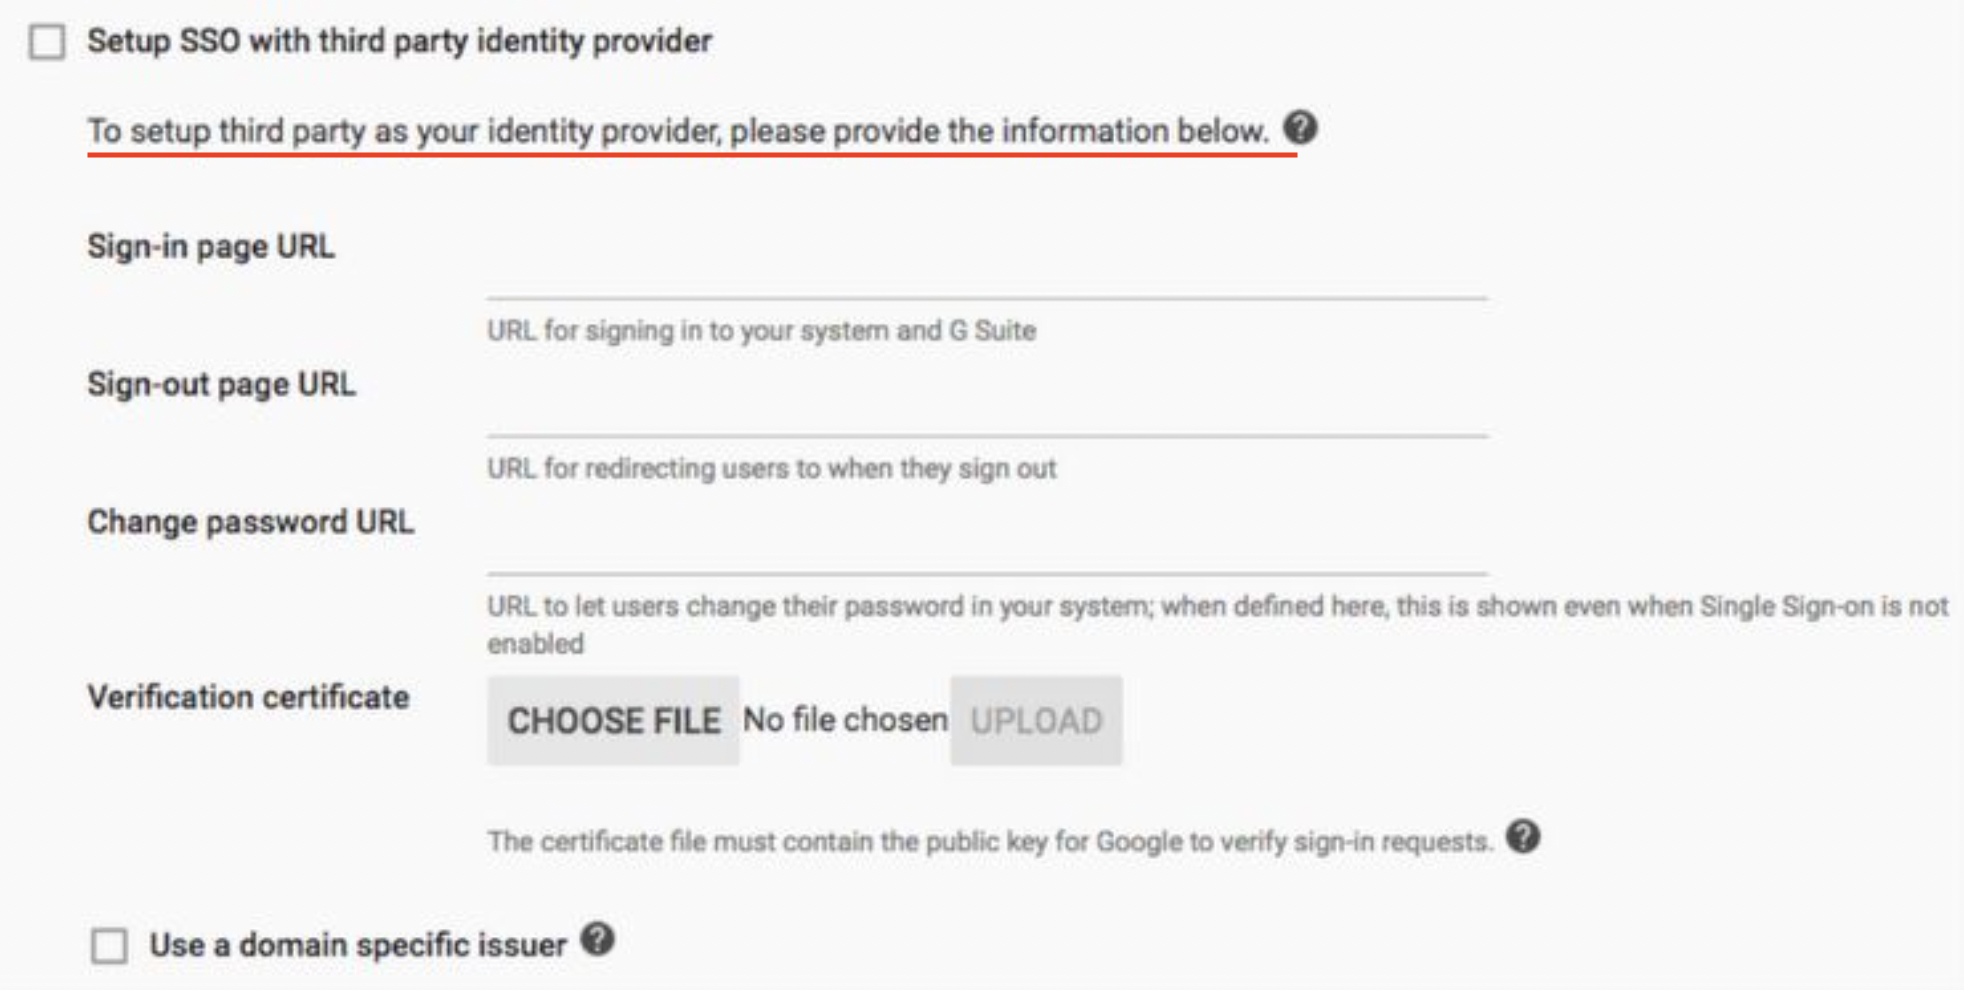 Setup SSO with third party identity provider
To setup third party as your identity provider, please provide the information below. ?
Sign-in page URL
URL for signing in to your system and G Suite
Sign-out page URL
URL for redirecting users to when they sign out
Change password URL
URL to let users change their password in your system; when defined here, this is shown even when Single Sign-on is not
enabled
Verification certificate
CHOOSE FILE No file chosen UPLOAD
The certificate file must contain the public key for Google to verify sign-in requests. ?
Use a domain specific issuer ?